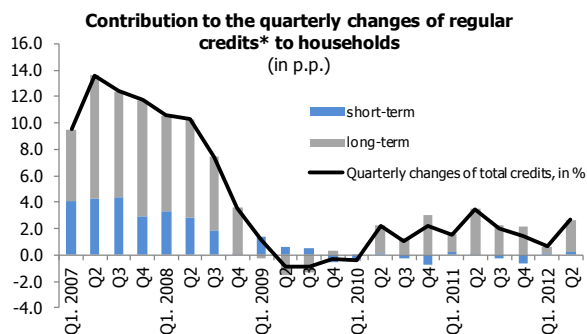 Contribution to the quarterly changes of regular
credits* to households
(in p.p.)
16.0
14.0
12.0
10.0
8.0
6.0
4.0
2.0
0.0
-2.0
-4.0
short-term
long-term
Quarterly changes of total credits, in %
Q1. 2007
Q2
Q3
Q4
Q1. 2008
Q2
Q3
Q4
Q1. 2009
Q2
Q3
Q4
Q1. 2010
Q2
Q3
Q4
Q1. 2011
Q2
Q3
Q4
Q1. 2012
Q2